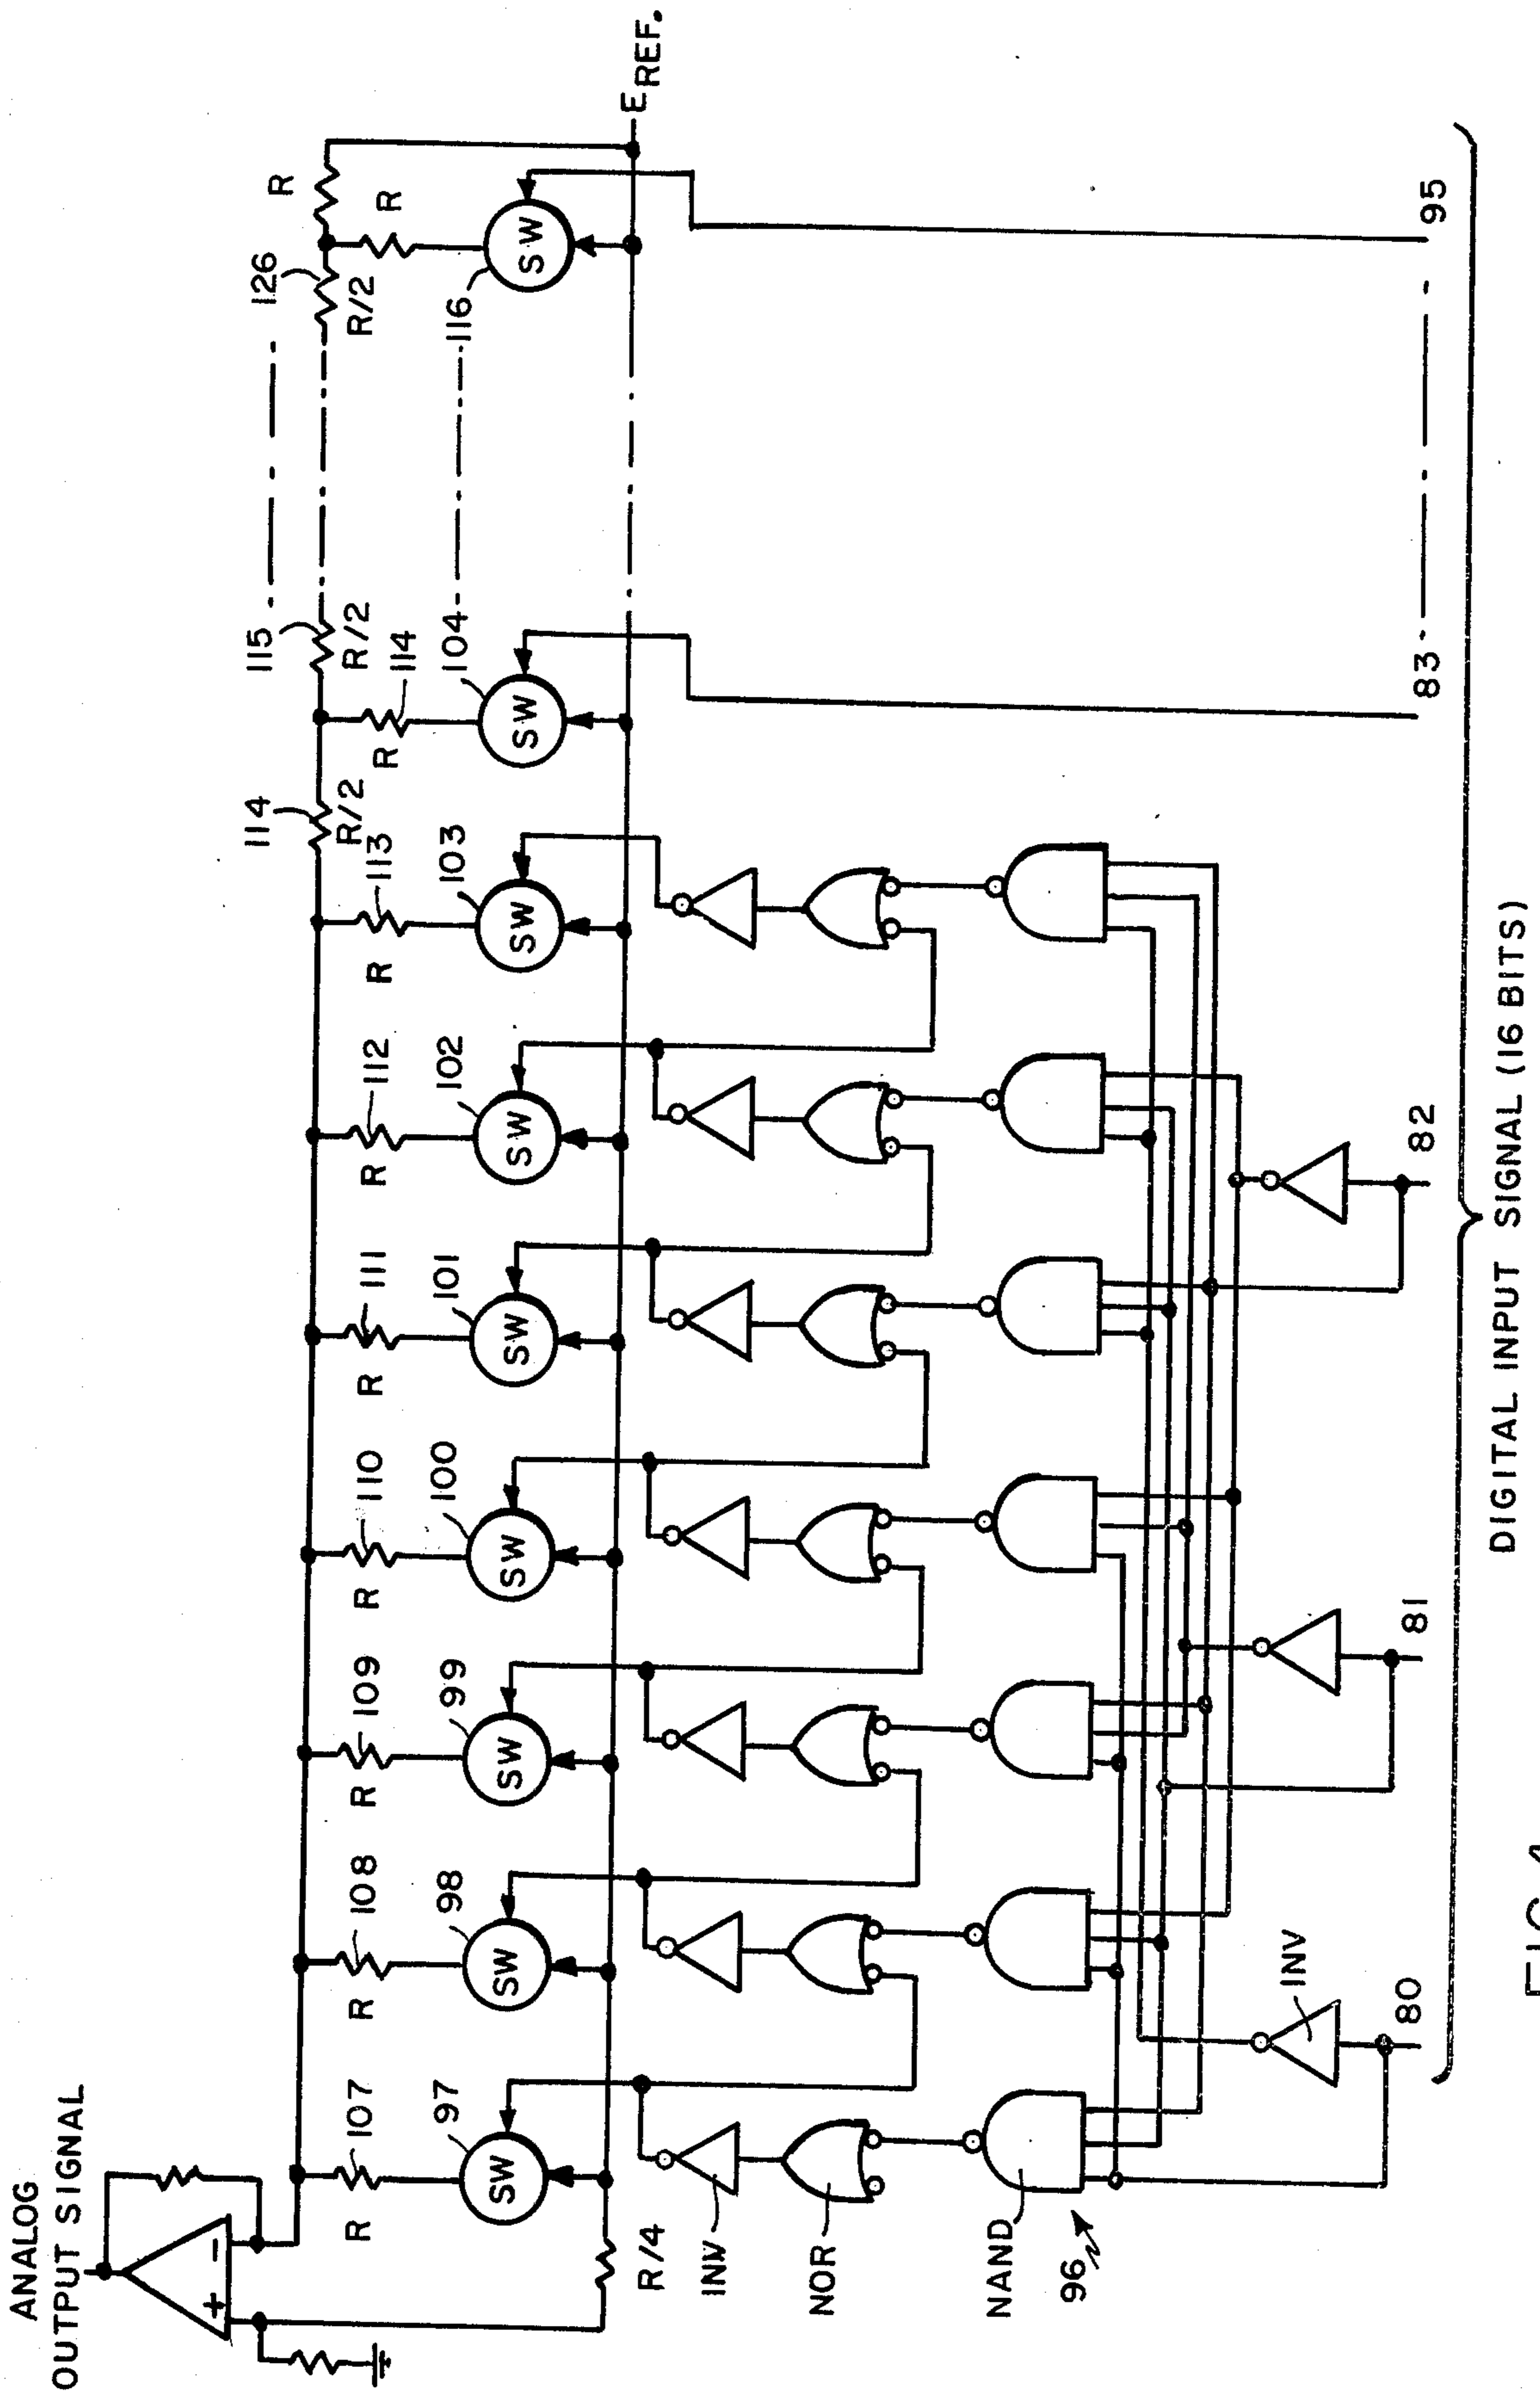 ANALOG
OUTPUT SIGNAL
+
−
R
107
R
108
R
109
R
110
R
111
R
112
R
113
R/2
114
R
114
R/2
115
R/2
126
R
R
97
SW
98
SW
99
SW
100
SW
101
SW
102
SW
103
SW
104
SW
116
SW
E REF.
R/4
INV
NOR
NAND
96
INV
80
81
82
83
95
DIGITAL INPUT SIGNAL (16 BITS)